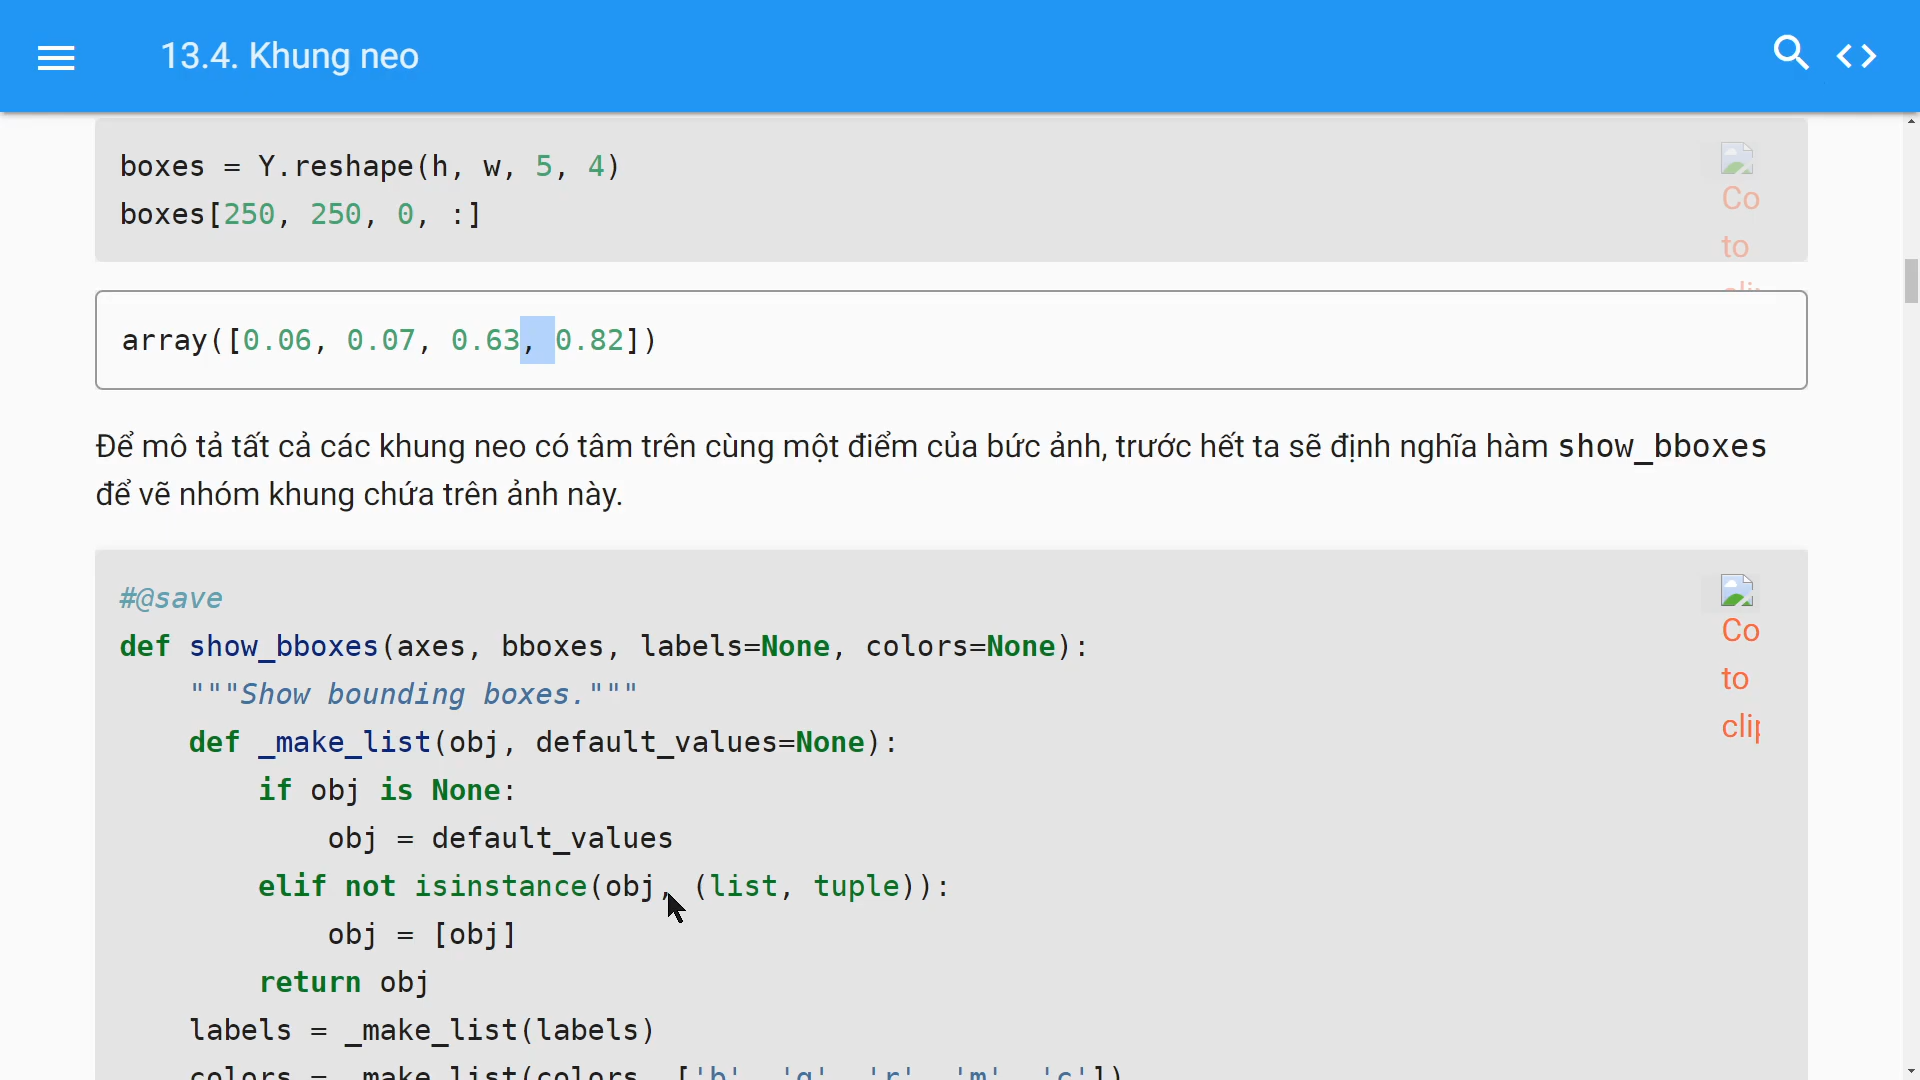 13.4. Khung neo
boxes = Y.reshape(h, w, 5, 4)
boxes[250, 250, 0, :]
Co
to
array([0.06, 0.07, 0.63, 0.82])
Để mô tả tất cả các khung neo có tâm trên cùng một điểm của bức ảnh, trước hết ta sẽ định nghĩa hàm show_bboxes
để vẽ nhóm khung chứa trên ảnh này.
#@save
def show_bboxes(axes, bboxes, labels=None, colors=None):
"""Show bounding boxes."""
def _make_list(obj, default_values=None):
if obj is None:
obj = default_values
elif not isinstance(obj, (list, tuple)):
obj = [obj]
return obj
labels = _make_list(labels)
colors = _make_list(colors, ['b', 'g', 'r', 'm', 'c'])
Co
to
clip